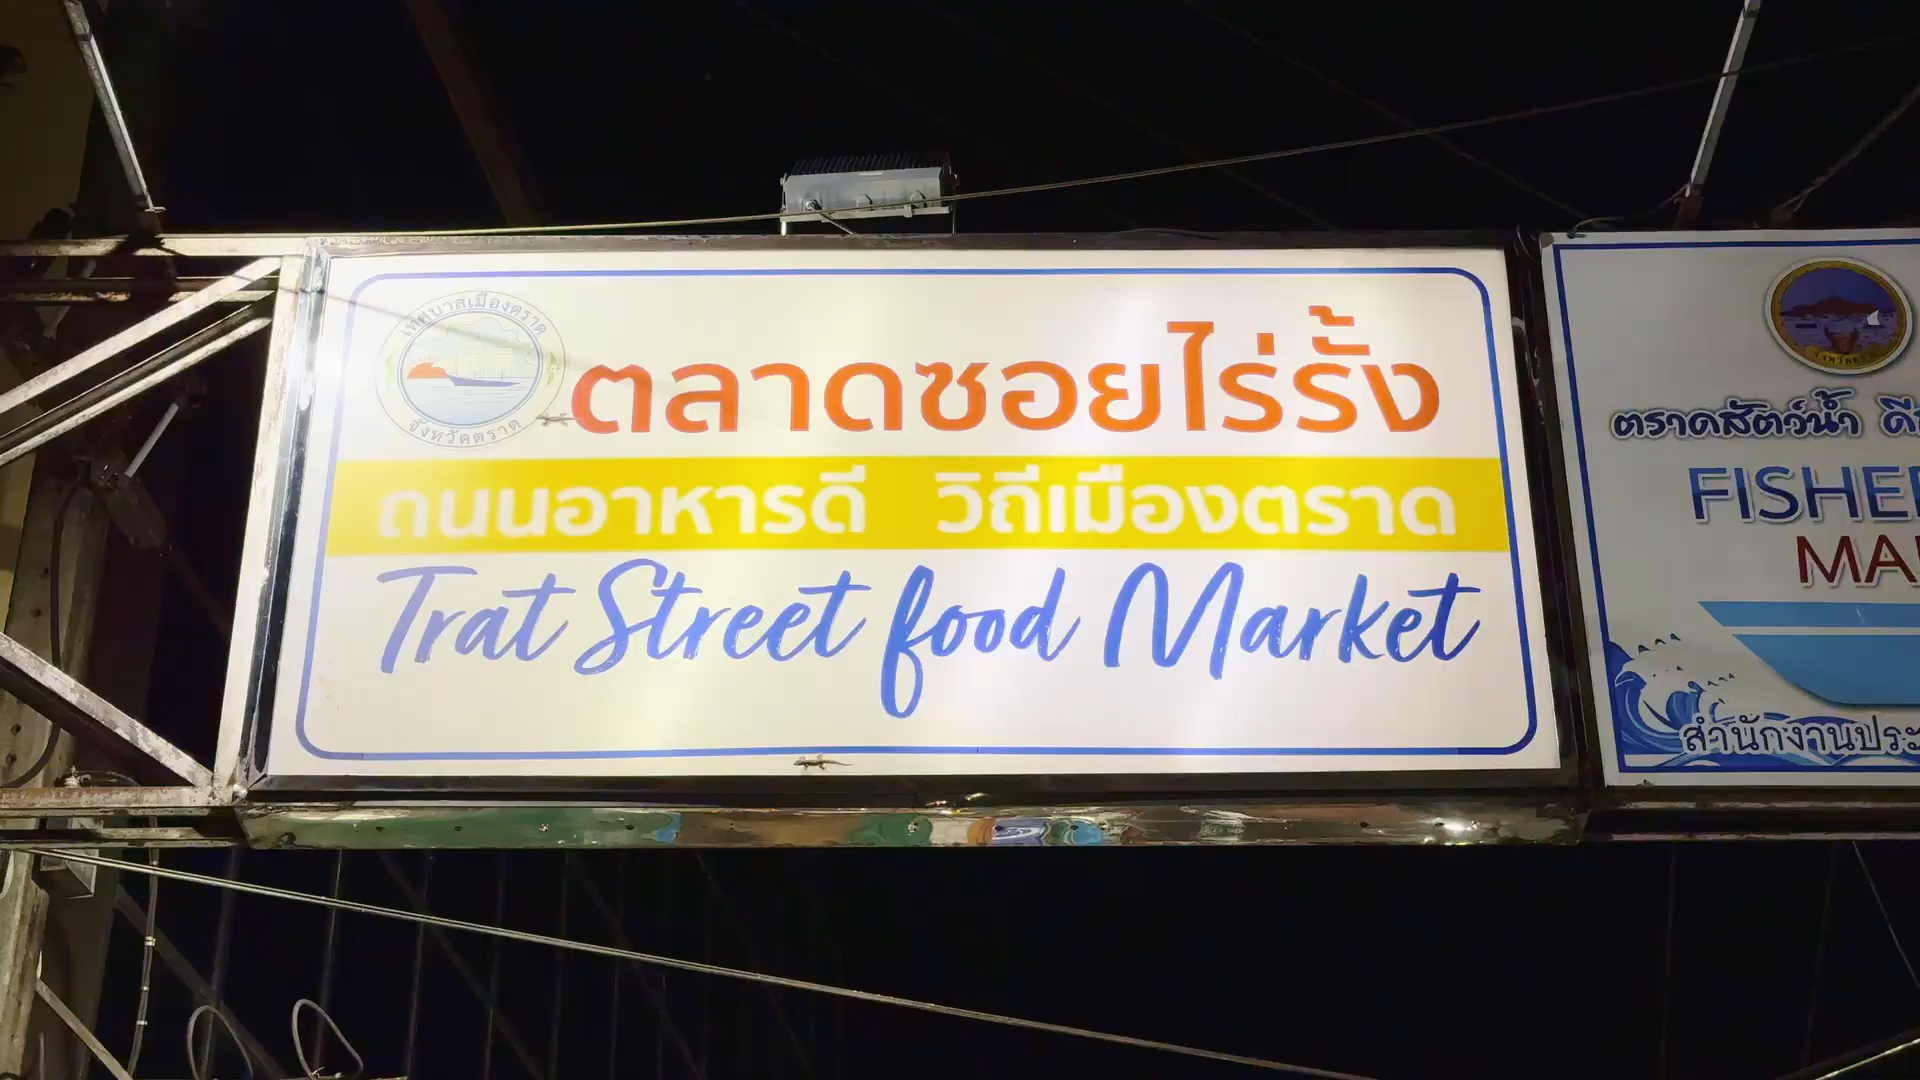 เทศบาลเมืองตราด
จังหวัดตราด
ตลาดซอยไร่รั้ง
ถนนอาหารดี วิถีเมืองตราด
Trat Street food Market
ตราดสัตว์น้ำ
FISHE
MA
สำนักงานประ